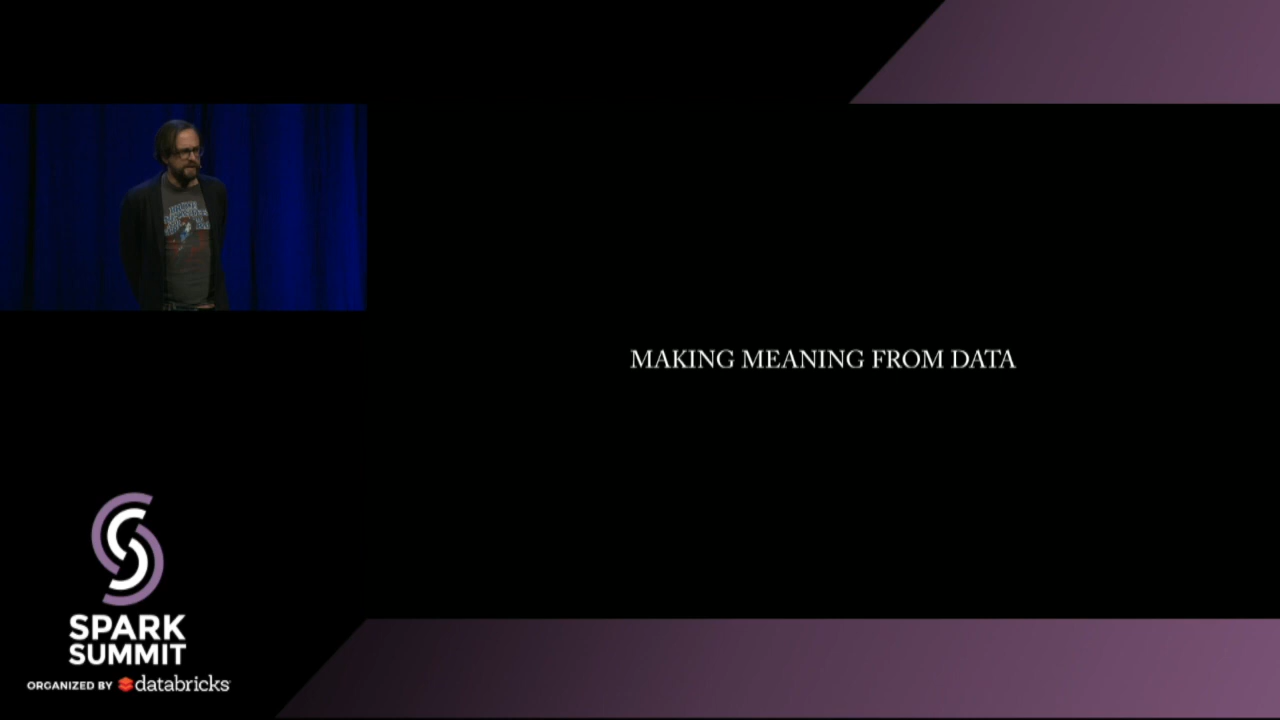 MAKING MEANING FROM DATA
SPARK
SUMMIT
ORGANIZED BY databricks